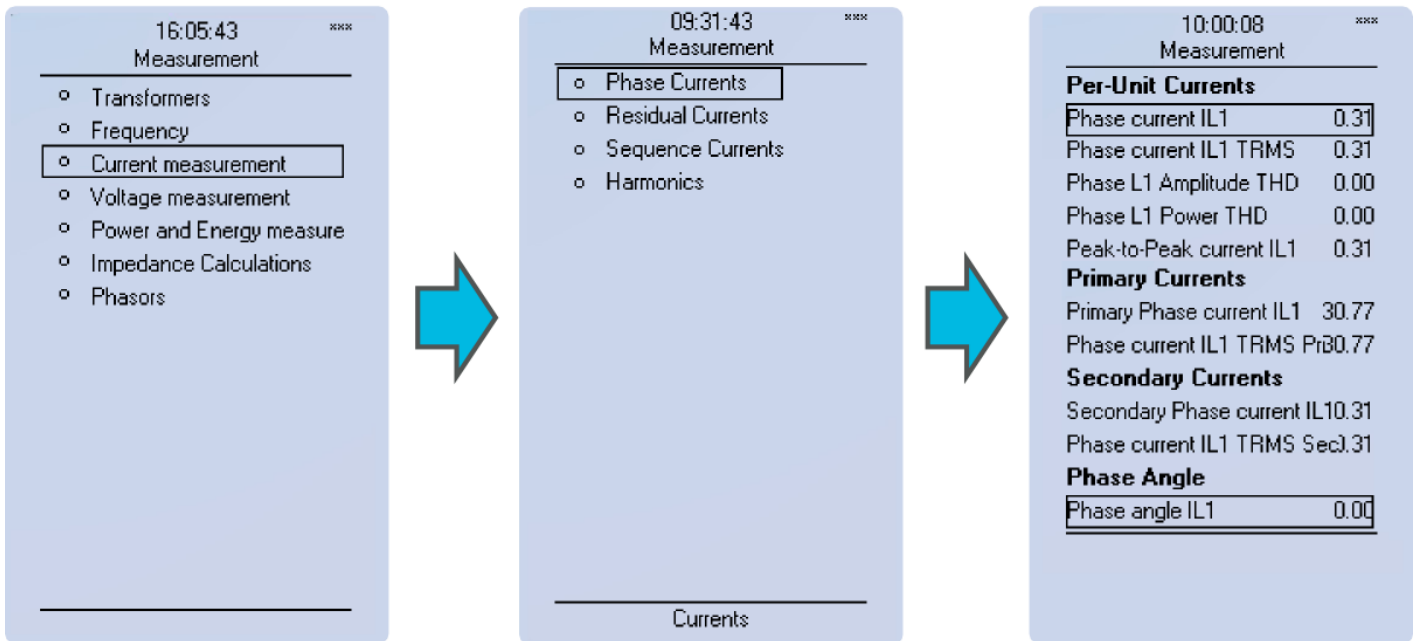 16:05:43 ***
Measurement
Transformers
Frequency
Current measurement
Voltage measurement
Power and Energy measure
Impedance Calculations
Phasors
09:31:43 ***
Measurement
Phase Currents
Residual Currents
Sequence Currents
Harmonics
Currents
10:00:08 ***
Measurement
Per-Unit Currents
Phase current IL1 0.31
Phase current IL1 TRMS 0.31
Phase L1 Amplitude THD 0.00
Phase L1 Power THD 0.00
Peak-to-Peak current IL1 0.31
Primary Currents
Primary Phase current IL1 30.77
Phase current IL1 TRMS Pri30.77
Secondary Currents
Secondary Phase current IL10.31
Phase current IL1 TRMS Sec0.31
Phase Angle
Phase angle IL1 0.00